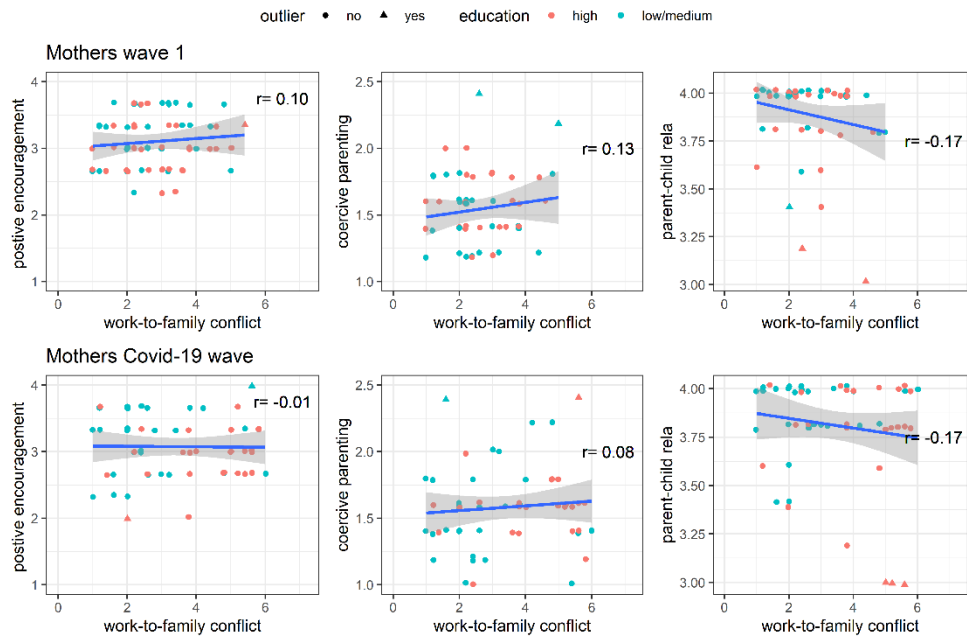 outlier no yes education high low/medium
Mothers wave 1
postive encouragement
4
3
2
1
r= 0.10
0 2 4 6
work-to-family conflict
coercive parenting
2.5
2.0
1.5
1.0
r= 0.13
0 2 4 6
work-to-family conflict
parent-child rela
4.00
3.75
3.50
3.25
3.00
r= -0.17
0 2 4 6
work-to-family conflict
Mothers Covid-19 wave
postive encouragement
4
3
2
1
r= -0.01
0 2 4 6
work-to-family conflict
coercive parenting
2.5
2.0
1.5
1.0
r= 0.08
0 2 4 6
work-to-family conflict
parent-child rela
4.00
3.75
3.50
3.25
3.00
r= -0.17
0 2 4 6
work-to-family conflict